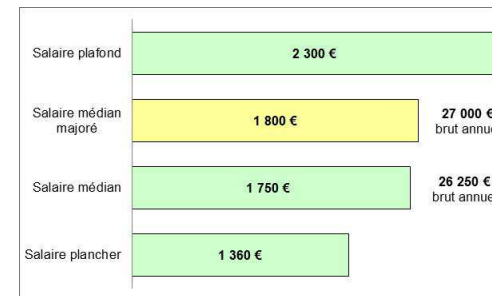 Salaire plafond
2 300 €
Salaire médian
majoré
1 800 €
27 000 €
brut annue
Salaire médian
1 750 €
26 250 €
brut annue
Salaire plancher
1 360 €